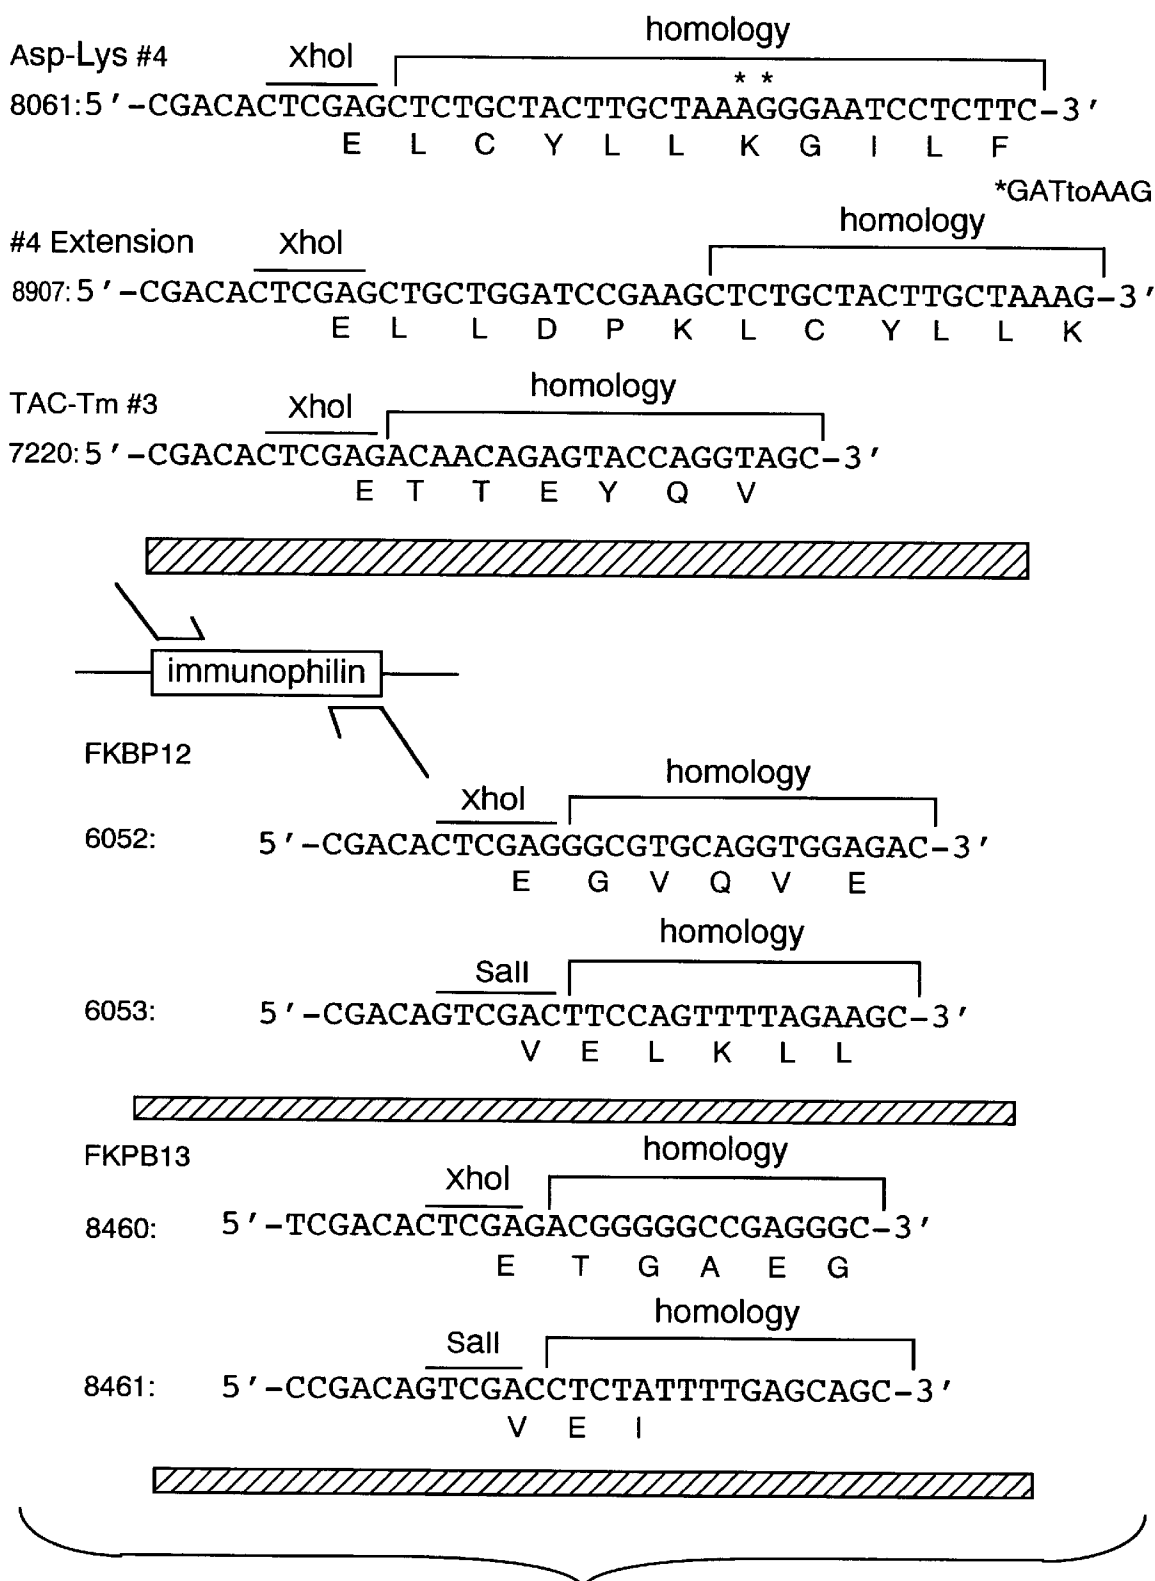 homology
Asp-Lys #4 XhoI
* *
8061: 5'-CGACACTCGAGCTCTGCTACTTGCTAAAGGGAATCCTCTTC-3'
E L C Y L L K G I L F
*GATtoAAG
homology
#4 Extension XhoI
8907: 5'-CGACACTCGAGCTGCTGGATCCGAAGCTCTGCTACTTGCTAAAG-3'
E L L D P K L C Y L L K
homology
TAC-Tm #3 XhoI
7220: 5'-CGACACTCGAGACAACAGAGTACCAGGTAGC-3'
E T T E Y Q V
immunophilin
FKBP12
homology
XhoI
6052: 5'-CGACACTCGAGGGCGTGCAGGTGGAGAC-3'
E G V Q V E
homology
SalI
6053: 5'-CGACAGTCGACTTCCAGTTTTAGAAGC-3'
V E L K L L
FKPB13
homology
XhoI
8460: 5'-TCGACACTCGAGACGGGGGCCGAGGGC-3'
E T G A E G
homology
SalI
8461: 5'-CCGACAGTCGACCTCTATTTTGAGCAGC-3'
V E I